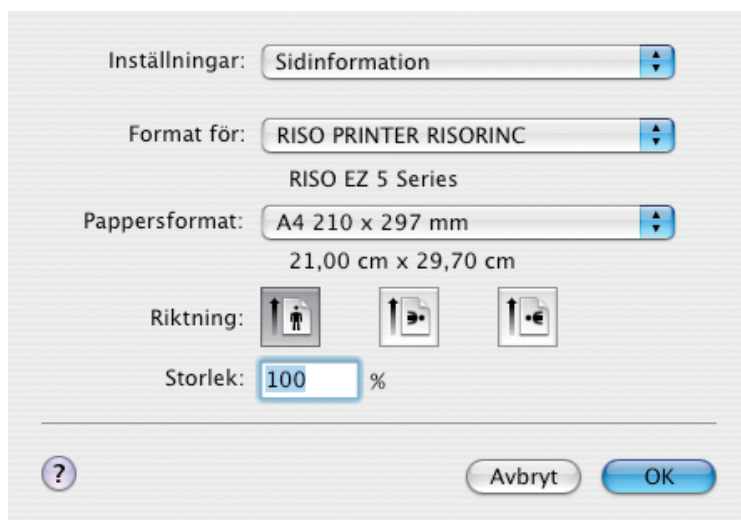 Inställningar: Sidinformation
Format för: RISO PRINTER RISORINC
RISO EZ 5 Series
Pappersformat: A4 210 x 297 mm
21,00 cm x 29,70 cm
Riktning:
Storlek: 100 %
? Avbryt OK